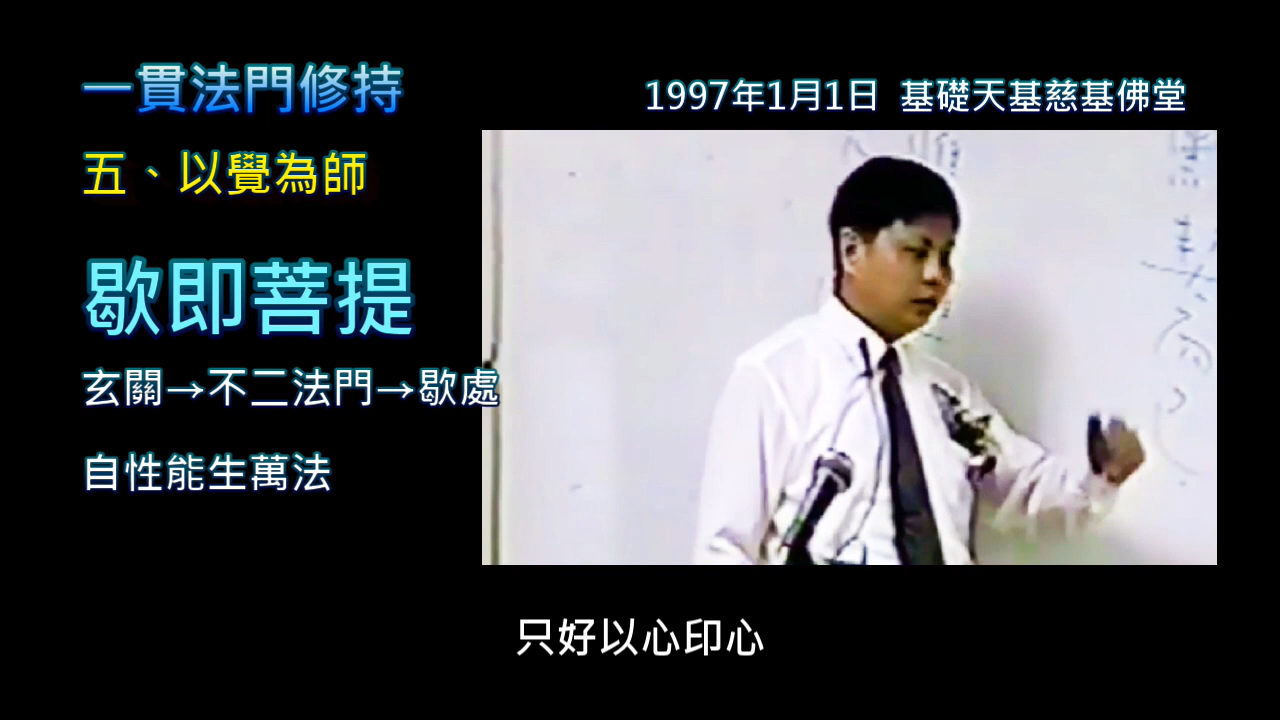 一貫法門修持
1997年1月1日 基礎天基慈基佛堂
五、以覺為師
歇即菩提
玄關→不二法門→歇處
自性能生萬法
只好以心印心